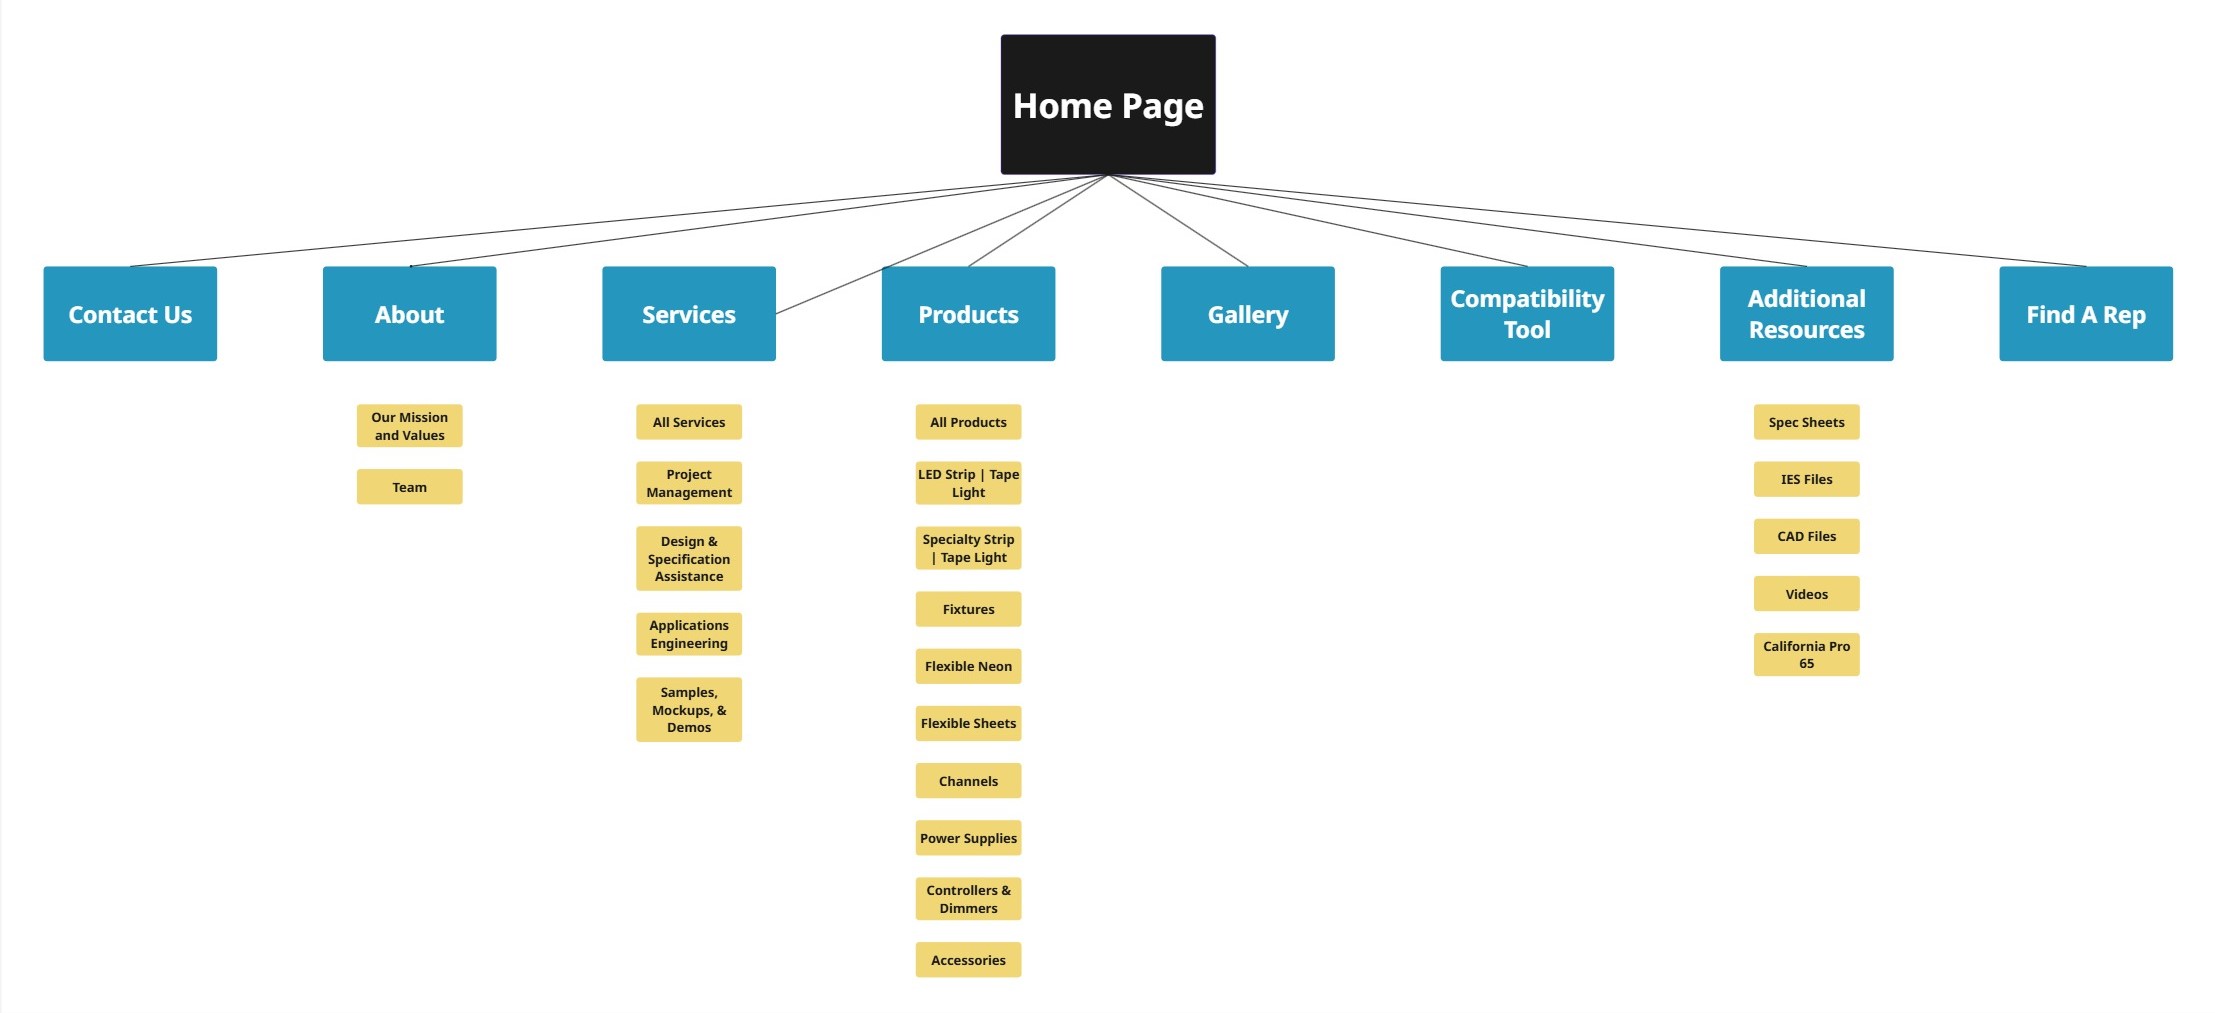 Home Page
Contact Us
About
Services
Products
Gallery
Compatibility
Tool
Additional
Resources
Find A Rep
Our Mission
and Values
Team
All Services
Project
Management
Design &
Specification
Assistance
Applications
Engineering
Samples,
Mockups, &
Demos
All Products
LED Strip | Tape
Light
Specialty Strip
| Tape Light
Fixtures
Flexible Neon
Flexible Sheets
Channels
Power Supplies
Controllers &
Dimmers
Accessories
Spec Sheets
IES Files
CAD Files
Videos
California Pro
65